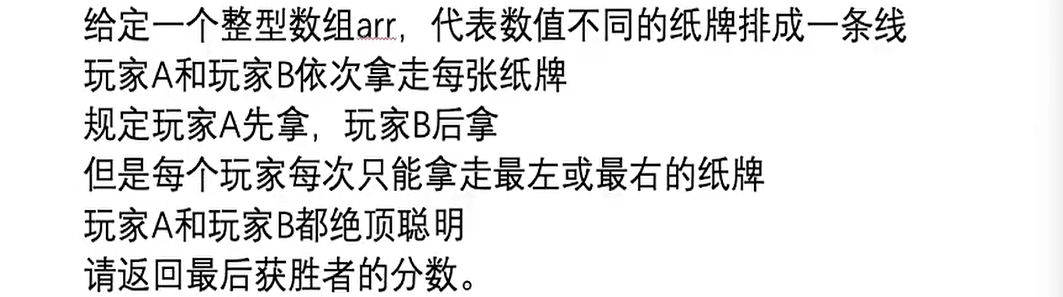 给定一个整型数组arr，代表数值不同的纸牌排成一条线
玩家A和玩家B依次拿走每张纸牌
规定玩家A先拿，玩家B后拿
但是每个玩家每次只能拿走最左或最右的纸牌
玩家A和玩家B都绝顶聪明
请返回最后获胜者的分数。